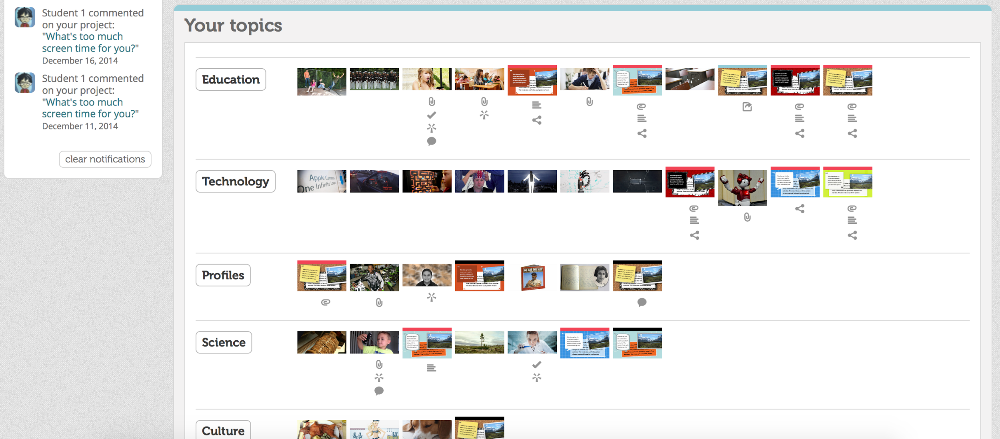 Student 1 commented
on your project:
"What's too much
screen time for you?"
December 16, 2014
Student 1 commented
on your project:
"What's too much
screen time for you?"
December 11, 2014
clear notifications
Your topics
Education
Technology
Apple Campus
One Infinite Loop
Profiles
WE ARE THE SHIP
Science
Culture